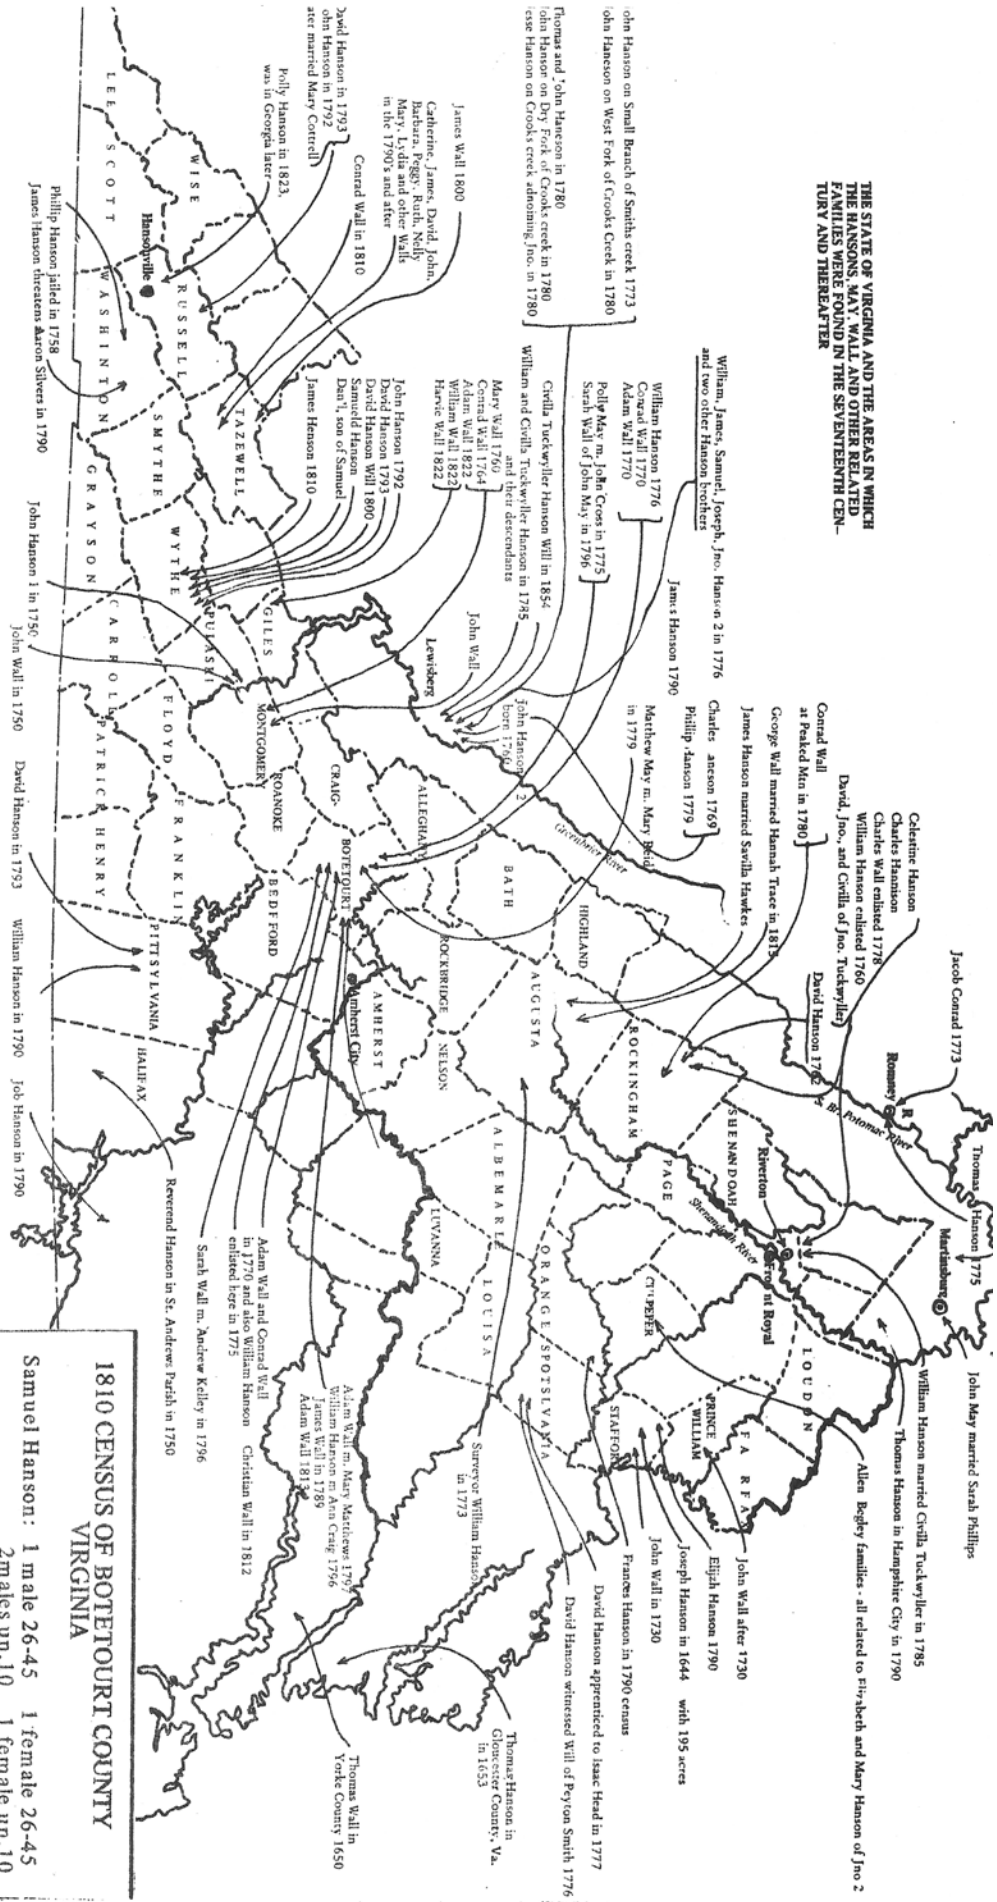 THE STATE OF VIRGINIA AND THE AREAS IN WHICH
THE HANSONS, MAY, WALL AND OTHER RELATED
FAMILIES WERE FOUND IN THE SEVENTEENTH CEN-
TURY AND THEREAFTER
John Hanson on Small Branch of Smiths creek 1773
John Haneson on West Fork of Crooks Creek in 1780
Thomas and John Haneson in 1780
John Hanson on Dry Fork of Crooks creek in 1780
Jesse Hanson on Crooks creek adnoining Jno. in 1780
James Wall 1800
Catherine, James, David, John,
Barbara, Peggy, Ruth, Nelly
Mary, Lydia and other Walls
in the 1790's and after
Conrad Wall in 1810
David Hanson in 1793
John Hanson in 1792
ater married Mary Cottrell
Polly Hanson in 1823,
was in Georgia later
William, James, Samuel, Joseph, Jno. Hanson 2 in 1776
and two other Hanson brothers
William Hanson 1776
Conrad Wall 1770
Adam Wall 1770
Polly May m. John Cross in 1775
Sarah Wall of John May in 1796
Civilla Tuckwyller Hanson Will in 1854
William and Civilla Tuckwyller Hanson in 1785
and their descendants
Mary Wall 1760
Conrad Wall 1764
Adam Wall 1822
William Wall 1822
Harvie Wall 1822
John Hanson 1792
David Hanson 1793
David Hanson Will 1800
Samueld Hanson
Dan'l, son of Samuel
James Henson 1810
James Hanson 1790
John Wall
Lewisberg
John Hanson 2
born 1766
Celestine Hanson
Charles Hannison
Charles Wall enlisted 1778
William Hanson enlisted 1760
David, Jno., and Civilla of Jno. Tuckwyller
Conrad Wall
at Peaked Mtn in 1780
George Wall married Hannah Trace in 1815
James Hanson married Savilla Hawkes
Charles aneson 1769
Phillip Hanson 1779
Matthew May m. Mary Reid
in 1779
Greenbrier River
David Hanson 1762
Jacob Conrad 1773
Romney
R
S. Br. Potomac River
Thomas Hanson 1775
Martinsburg
John May married Sarah Phillips
William Hanson married Civilla Tuckwyller in 1785
Thomas Hanson in Hampshire City in 1790
Allen Begley families - all related to Elizabeth and Mary Hanson of Jno 2
John Wall after 1730
Elijzh Hanson 1790
Joseph Hanson in 1644 with 195 acres
John Wall in 1730
Frances Hanson in 1790 census
David Hanson apprenticed to Isaac Head in 1777
David Hanson witnessed Will of Peyton Smith 1776
LEE
SCOTT
WISE
Hansonville
RUSSELL
WASHINTON
SMYTHE
TAZEWELL
GRAYSON
WYTHE
PULASKI
GILES
CARROLL
FLOYD
MONTGOMERY
PATRICK
HENRY
FRANKLIN
ROANOKE
CRAIG
BOTETOURT
ALLEGHANY
BATH
HIGHLAND
BEDFFORD
ROCKBRIDGE
AUGUSTA
AMHERST
Amherst City
NELSON
PITTSYLVANIA
HALIFAX
ROCKINGHAM
SHENANDOAH
PAGE
Riverton
Shenandoah River
Front Royal
ALBEMARLE
LUVANNA
LOUISA
ORANGE
SPOTSLVANIA
CULPEPER
STAFFORD
PRINCE
WILLIAM
LOUDON
FAIRFAX
Phillip Hanson jailed in 1758
James Hanson threatens Aaron Silvers in 1790
John Hanson 1 in 1750
John Wall in 1750
David Hanson in 1793
William Hanson in 1790
Job Hanson in 1790
Reverend Hanson in St. Andrews Parish in 1750
Sarah Wall m. Andrew Kelley in 1796
Adam Wall and Conrad Wall
in 1770 and also William Hanson
enlisted here in 1775
Christian Wall in 1812
Adam Wall m. Mary Matthews 1797
William Hanson m Ann Craig 1796
James Wall in 1789
Adam Wall 1813
Surveyor William Hanso
in 1773
Thomas Hanson in
Gloucester County, Va.
in 1653
Thomas Wall in
Yorke County 1650
1810 CENSUS OF BOTETOURT COUNTY
VIRGINIA
Samuel Hanson: 1 male 26-45 1 female 26-45
2males un.10 1 female un.10